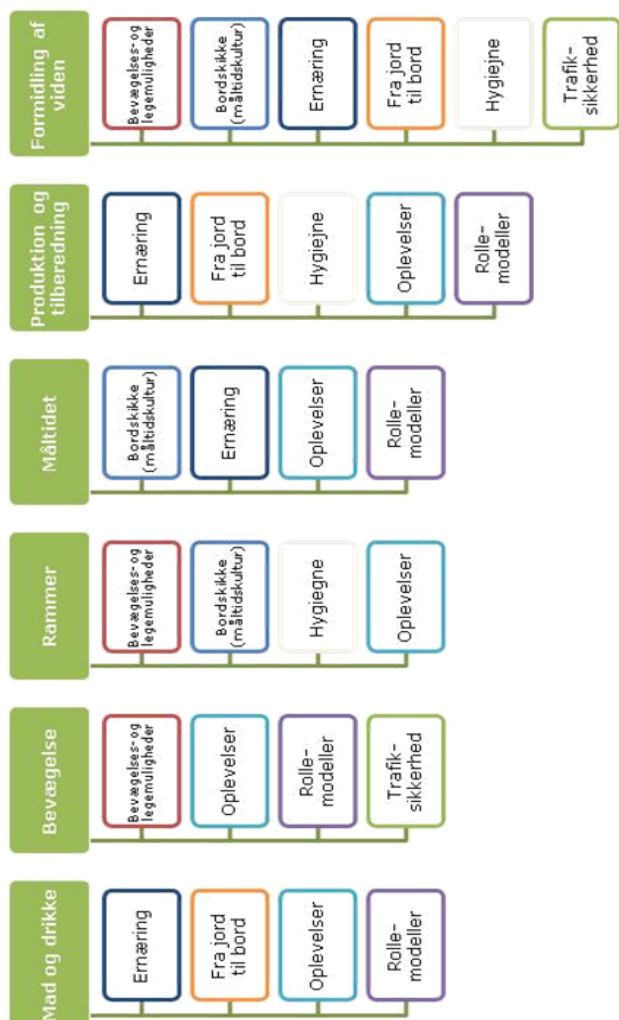 Mad og drikke
Ernæring
Fra jord
til bord
Oplevelser
Rolle-
modeller
Bevægelse
Bevægelses- og
legemuligheder
Oplevelser
Rolle-
modeller
Trafik-
sikkerhed
Rammer
Bevægelses- og
legemuligheder
Bordskikke
(måltidskultur)
Hygiegne
Oplevelser
Måltidet
Bordskikke
(måltidskultur)
Ernæring
Oplevelser
Rolle-
modeller
Produktion og
tilberedning
Ernæring
Fra jord
til bord
Hygiejne
Oplevelser
Rolle-
modeller
Formidling af
viden
Bevægelses- og
legemuligheder
Bordskikke
(måltidskultur)
Ernæring
Fra jord
til bord
Hygiejne
Trafik-
sikkerhed